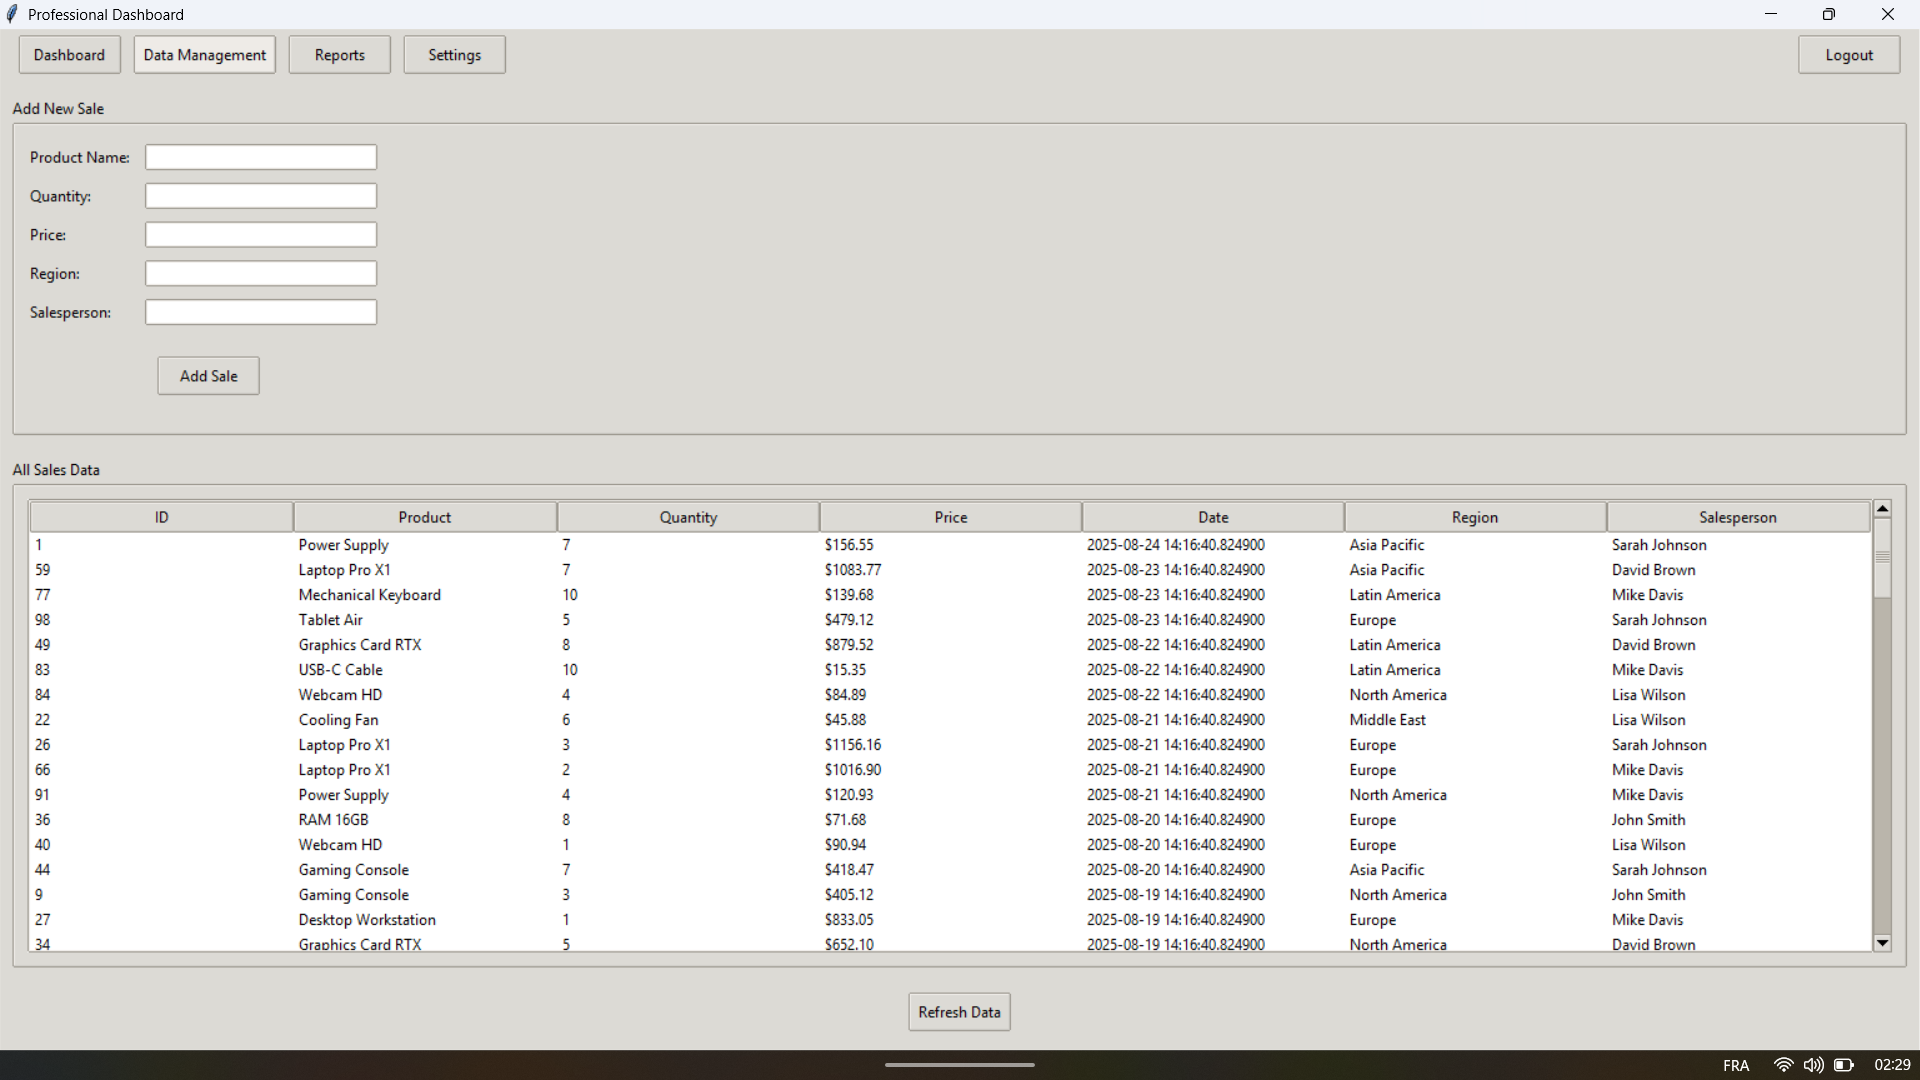 Professional Dashboard
Dashboard Data Management Reports Settings Logout
Add New Sale
Product Name:
Quantity:
Price:
Region:
Salesperson:
Add Sale
All Sales Data
ID Product Quantity Price Date Region Salesperson
1 Power Supply 7 $156.55 2025-08-24 14:16:40.824900 Asia Pacific Sarah Johnson
59 Laptop Pro X1 7 $1083.77 2025-08-23 14:16:40.824900 Asia Pacific David Brown
77 Mechanical Keyboard 10 $139.68 2025-08-23 14:16:40.824900 Latin America Mike Davis
98 Tablet Air 5 $479.12 2025-08-23 14:16:40.824900 Europe Sarah Johnson
49 Graphics Card RTX 8 $879.52 2025-08-22 14:16:40.824900 Latin America David Brown
83 USB-C Cable 10 $15.35 2025-08-22 14:16:40.824900 Latin America Mike Davis
84 Webcam HD 4 $84.89 2025-08-22 14:16:40.824900 North America Lisa Wilson
22 Cooling Fan 6 $45.88 2025-08-21 14:16:40.824900 Middle East Lisa Wilson
26 Laptop Pro X1 3 $1156.16 2025-08-21 14:16:40.824900 Europe Sarah Johnson
66 Laptop Pro X1 2 $1016.90 2025-08-21 14:16:40.824900 Europe Mike Davis
91 Power Supply 4 $120.93 2025-08-21 14:16:40.824900 North America Mike Davis
36 RAM 16GB 8 $71.68 2025-08-20 14:16:40.824900 Europe John Smith
40 Webcam HD 1 $90.94 2025-08-20 14:16:40.824900 Europe Lisa Wilson
44 Gaming Console 7 $418.47 2025-08-20 14:16:40.824900 Asia Pacific Sarah Johnson
9 Gaming Console 3 $405.12 2025-08-19 14:16:40.824900 North America John Smith
27 Desktop Workstation 1 $833.05 2025-08-19 14:16:40.824900 Europe Mike Davis
34 Graphics Card RTX 5 $652.10 2025-08-19 14:16:40.824900 North America David Brown
Refresh Data
FRA 02:29